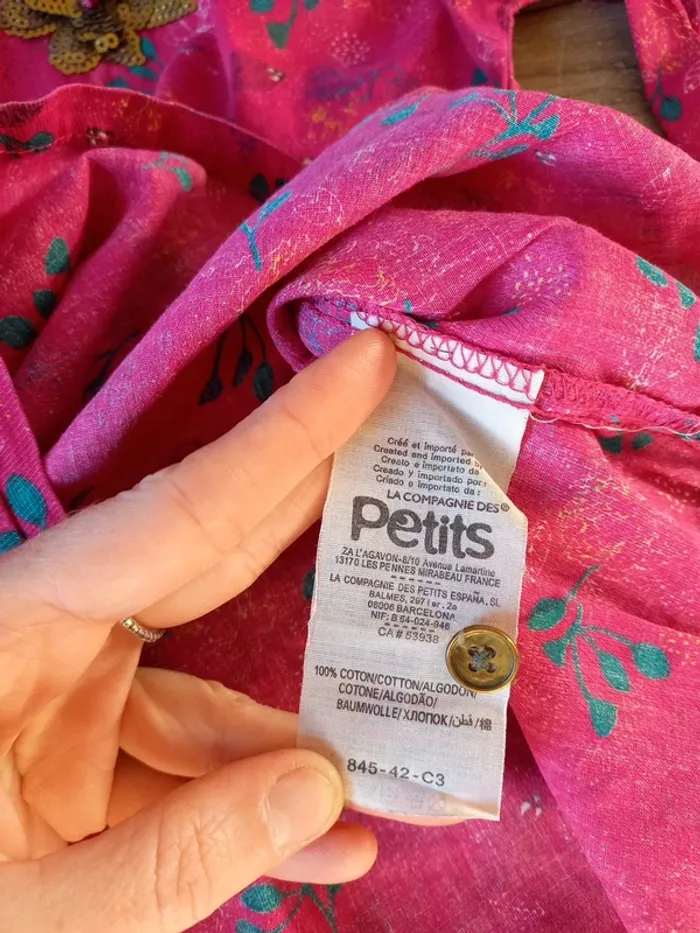 Créé et importé par
Created and imported by
Creato e importato da
Creado y importado por:
Criado e importato da :
LA COMPAGNIE DES®
Petits
ZA L'AGAVON-8/10 Avenue Lamartine
13170 LES PENNES MIRABEAU FRANCE
LA COMPAGNIE DES PETITS ESPAÑA, SL
BALMES, 297 1 er . 2a
08006 BARCELONA
NIF: B 64-024-946
CA # 53938
100% COTON/COTTON/ALGODON/
COTONE/ALGODÃO/
BAUMWOLLE/ХЛОПОК/قطن/棉
845-42-C3